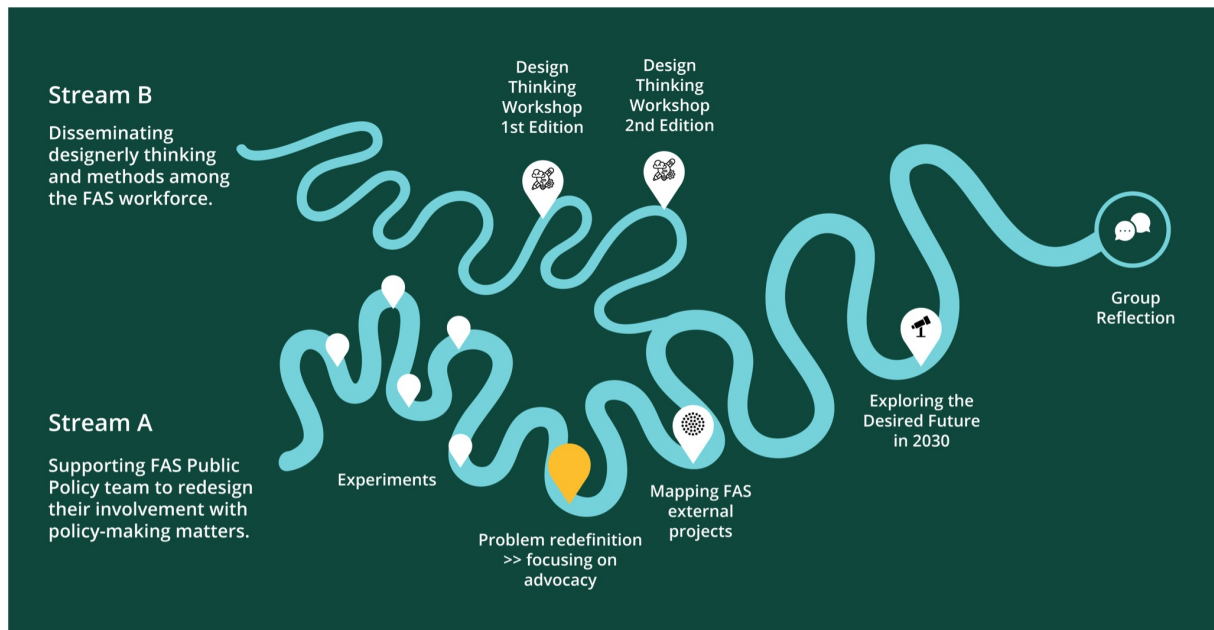 Stream B
Disseminating
designerly thinking
and methods among
the FAS workforce.
Design
Thinking
Workshop
1st Edition
Design
Thinking
Workshop
2nd Edition
Stream A
Supporting FAS Public
Policy team to redesign
their involvement with
policy-making matters.
Experiments
Problem redefinition
>> focusing on
advocacy
Mapping FAS
external
projects
Exploring the
Desired Future
in 2030
Group
Reflection